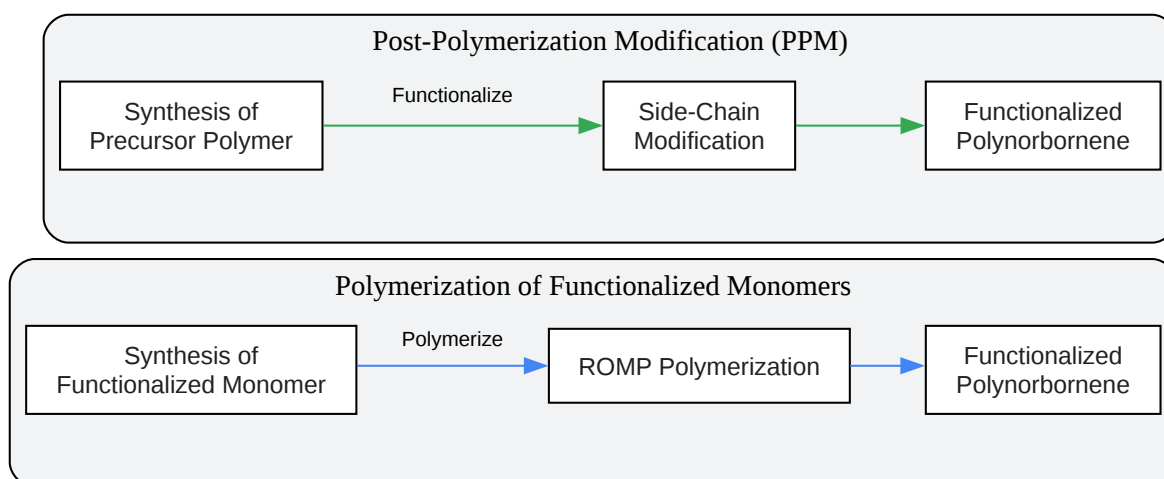 Post-Polymerization Modification (PPM)
Synthesis of
Precursor Polymer
Functionalize
Side-Chain
Modification
Functionalized
Polynorbornene
Polymerization of Functionalized Monomers
Synthesis of
Functionalized Monomer
Polymerize
ROMP Polymerization
Functionalized
Polynorbornene